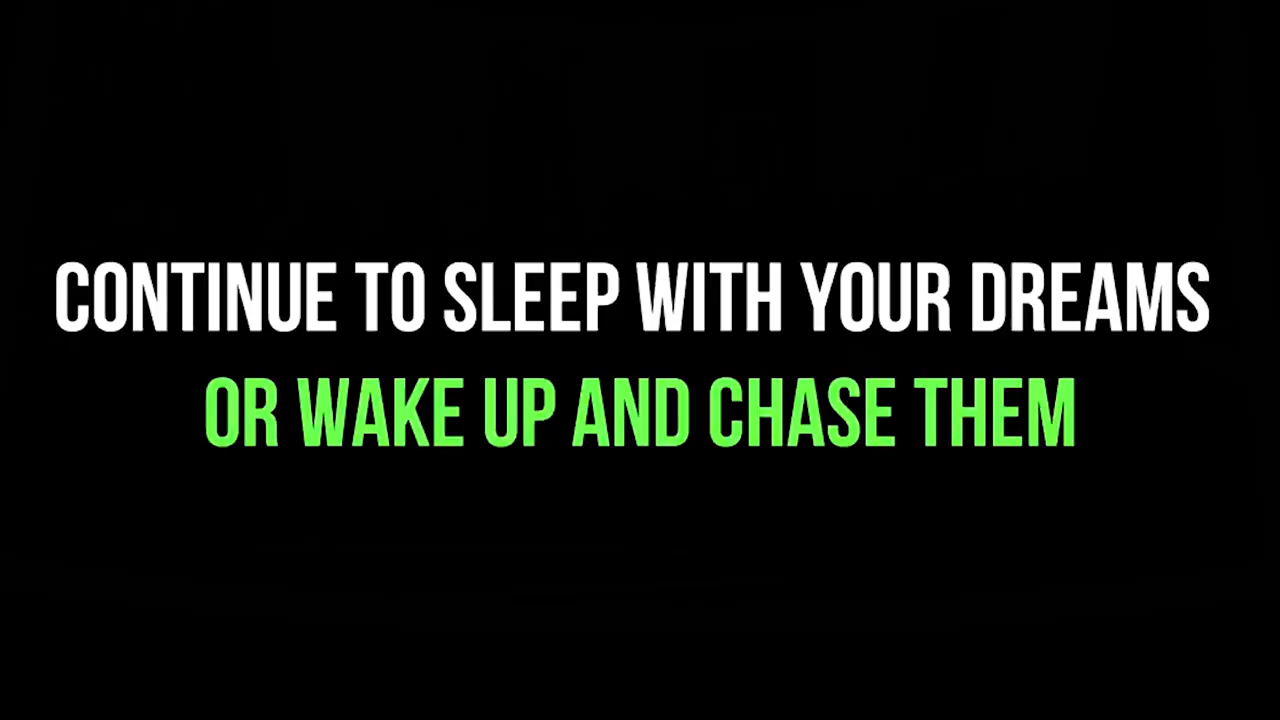 CONTINUE TO SLEEP WITH YOUR DREAMS
OR WAKE UP AND CHASE THEM